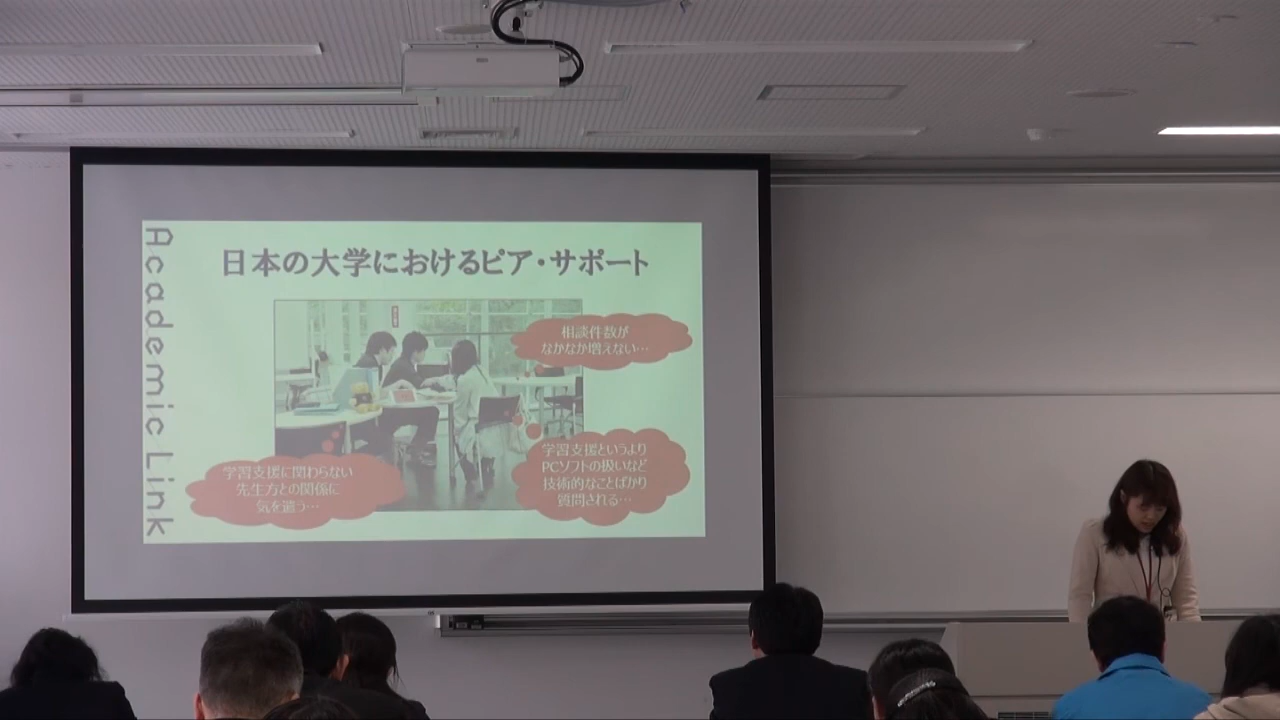 Academic Link
日本の大学におけるピア・サポート
相談件数が
なかなか増えない…
学習支援に関わらない
先生方との関係に
気を遣う…
学習支援というより
PCソフトの扱いなど
技術的なことばかり
質問される…